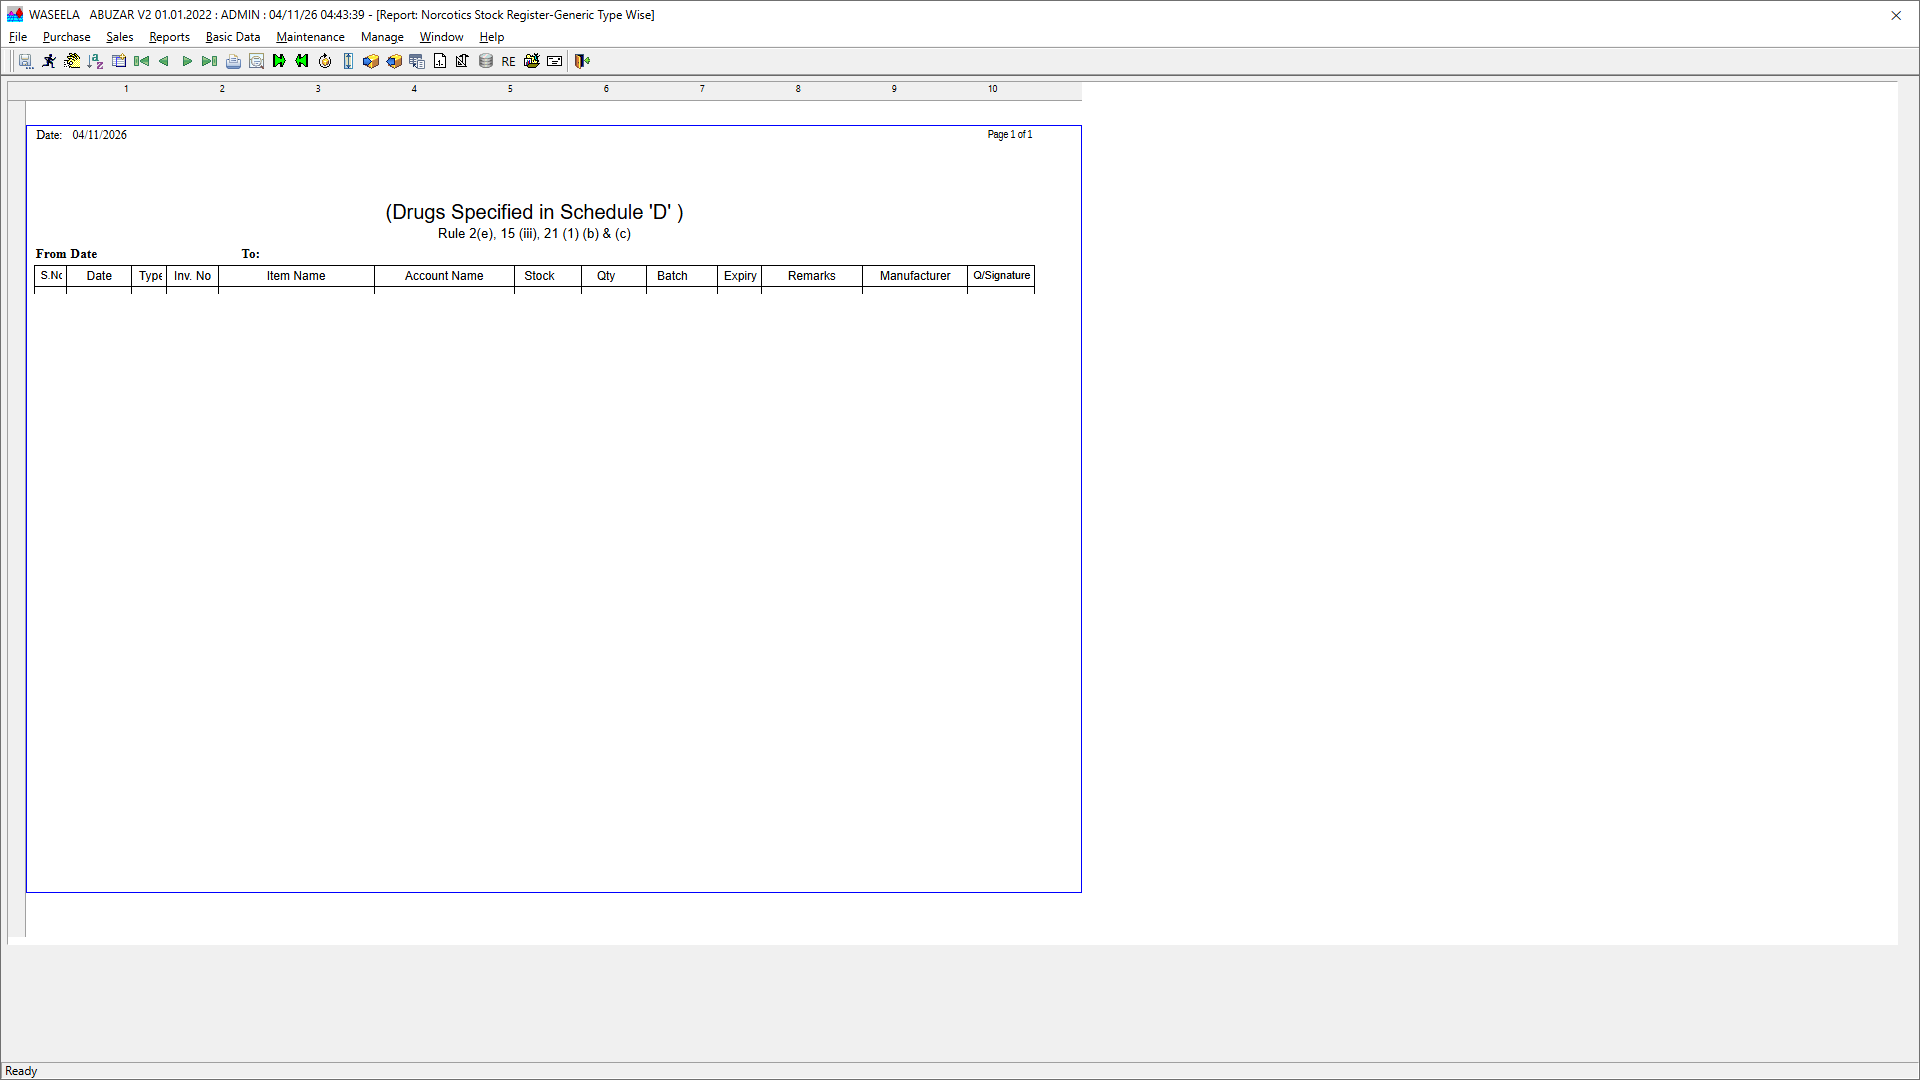 WASEELA   ABUZAR V2 01.01.2022 : ADMIN : 04/11/26 04:43:39 - [Report: Norcotics Stock Register-Generic Type Wise]
File Purchase Sales Reports Basic Data Maintenance Manage Window Help
RE
1 2 3 4 5 6 7 8 9 10
Date: 04/11/2026 Page 1 of 1
(Drugs Specified in Schedule 'D' )
Rule 2(e), 15 (iii), 21 (1) (b) & (c)
From Date To:
S.No Date Type Inv. No Item Name Account Name Stock Qty Batch Expiry Remarks Manufacturer Q/Signature
Ready